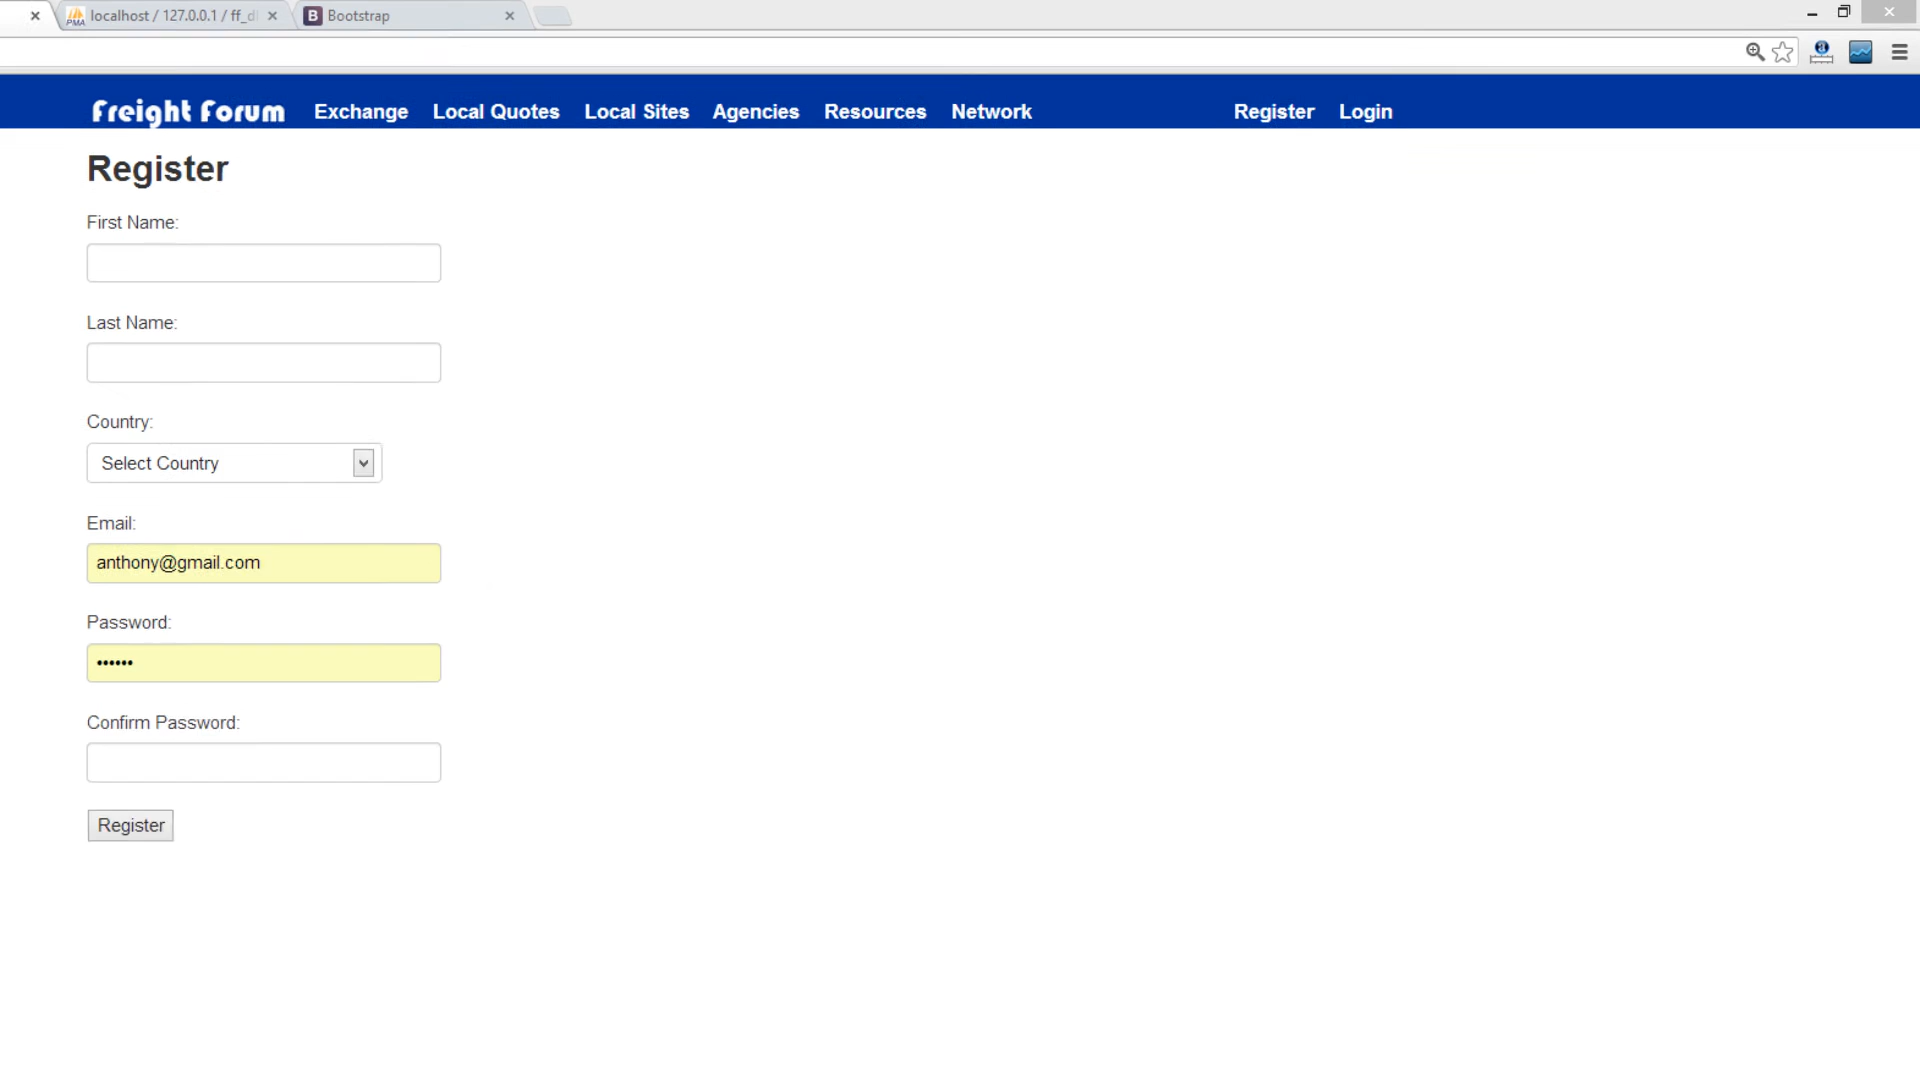 localhost / 127.0.0.1 / ff_d
Bootstrap
Freight Forum Exchange Local Quotes Local Sites Agencies Resources Network Register Login
Register
First Name:
Last Name:
Country:
Select Country
Email:
anthony@gmail.com
Password:
••••••
Confirm Password:
Register